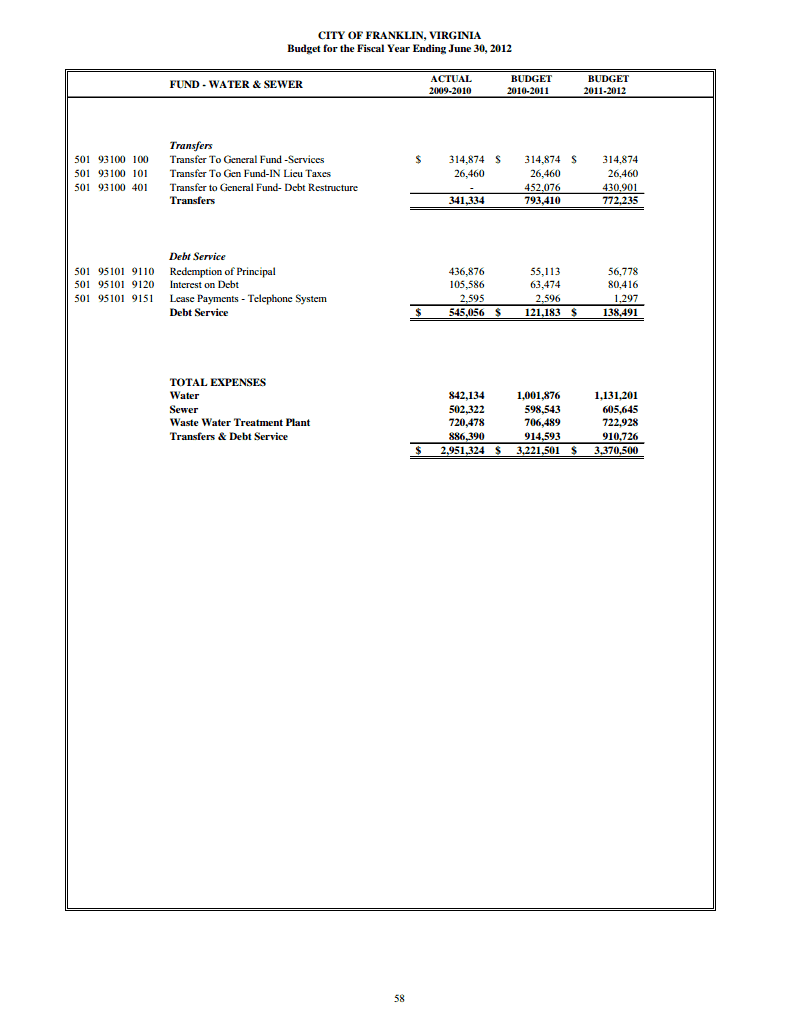 CITY OF FRANKLIN, VIRGINIA
Budget for the Fiscal Year Ending June 30, 2012
FUND - WATER & SEWER ACTUAL 2009-2010 BUDGET 2010-2011 BUDGET 2011-2012
Transfers
501 93100 100 Transfer To General Fund -Services $ 314,874 $ 314,874 $ 314,874
501 93100 101 Transfer To Gen Fund-IN Lieu Taxes 26,460 26,460 26,460
501 93100 401 Transfer to General Fund- Debt Restructure - 452,076 430,901
Transfers 341,334 793,410 772,235
Debt Service
501 95101 9110 Redemption of Principal 436,876 55,113 56,778
501 95101 9120 Interest on Debt 105,586 63,474 80,416
501 95101 9151 Lease Payments - Telephone System 2,595 2,596 1,297
Debt Service $ 545,056 $ 121,183 $ 138,491
TOTAL EXPENSES
Water 842,134 1,001,876 1,131,201
Sewer 502,322 598,543 605,645
Waste Water Treatment Plant 720,478 706,489 722,928
Transfers & Debt Service 886,390 914,593 910,726
$ 2,951,324 $ 3,221,501 $ 3,370,500
58